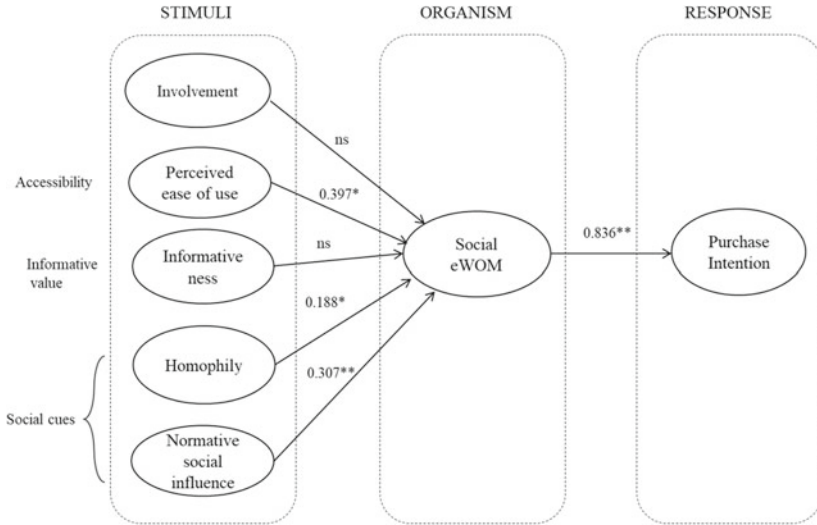 STIMULI
ORGANISM
RESPONSE
Involvement
ns
Accessibility
Perceived
ease of use
0.397*
Informative
value
Informative
ness
ns
Social
eWOM
0.836**
Purchase
Intention
0.188*
Homophily
0.307**
Social cues
Normative
social
influence